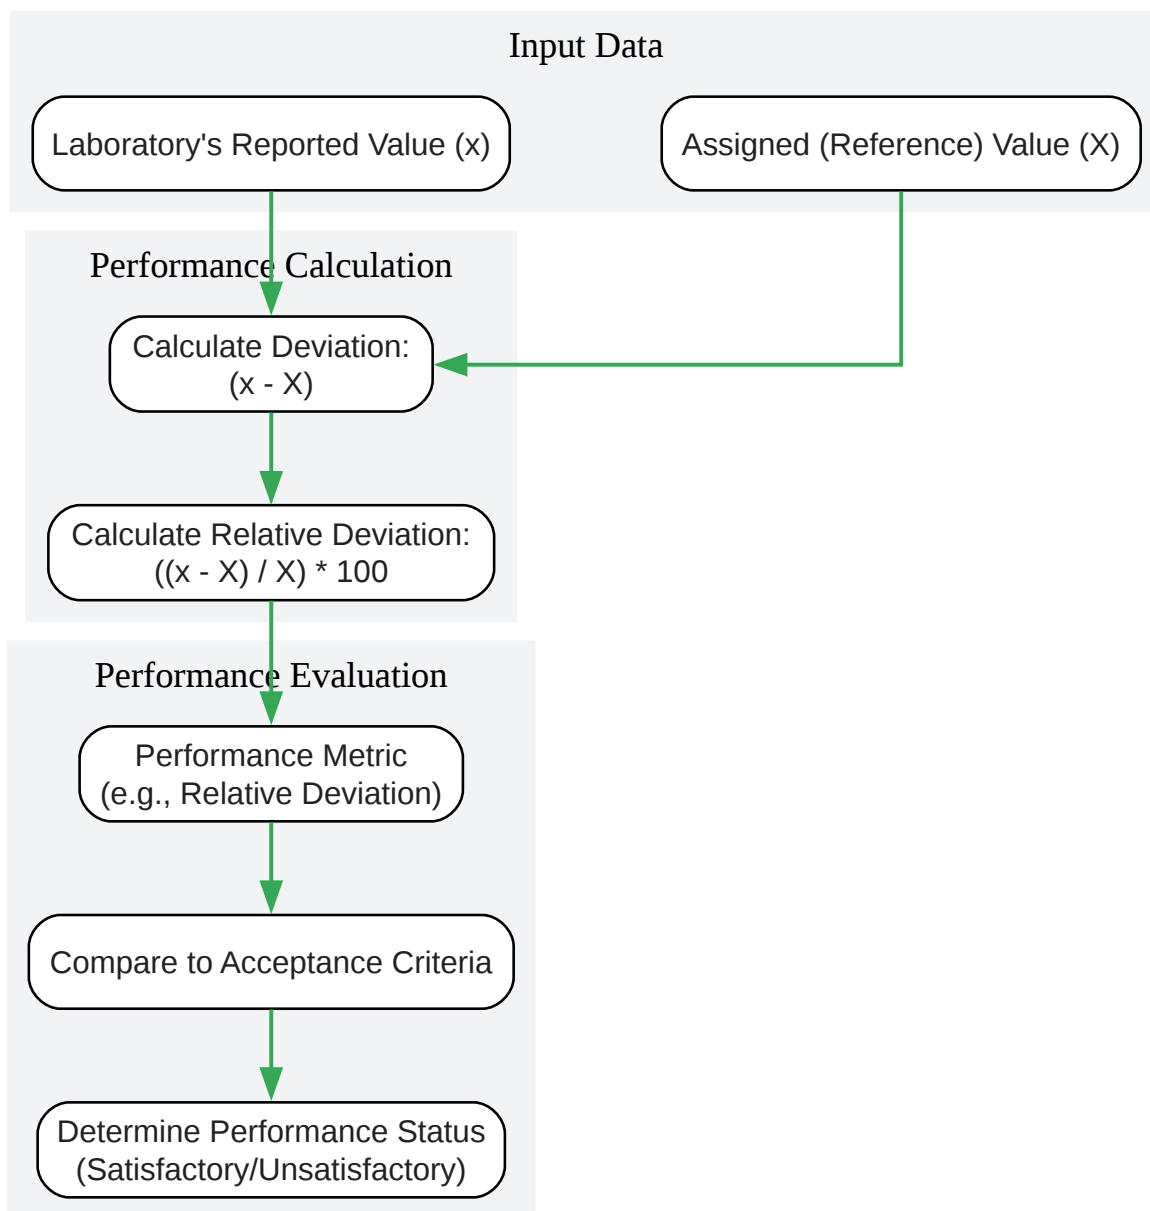 Input Data
Laboratory's Reported Value (x)
Assigned (Reference) Value (X)
Performance Calculation
Calculate Deviation:
(x - X)
Calculate Relative Deviation:
((x - X) / X) * 100
Performance Evaluation
Performance Metric
(e.g., Relative Deviation)
Compare to Acceptance Criteria
Determine Performance Status
(Satisfactory/Unsatisfactory)